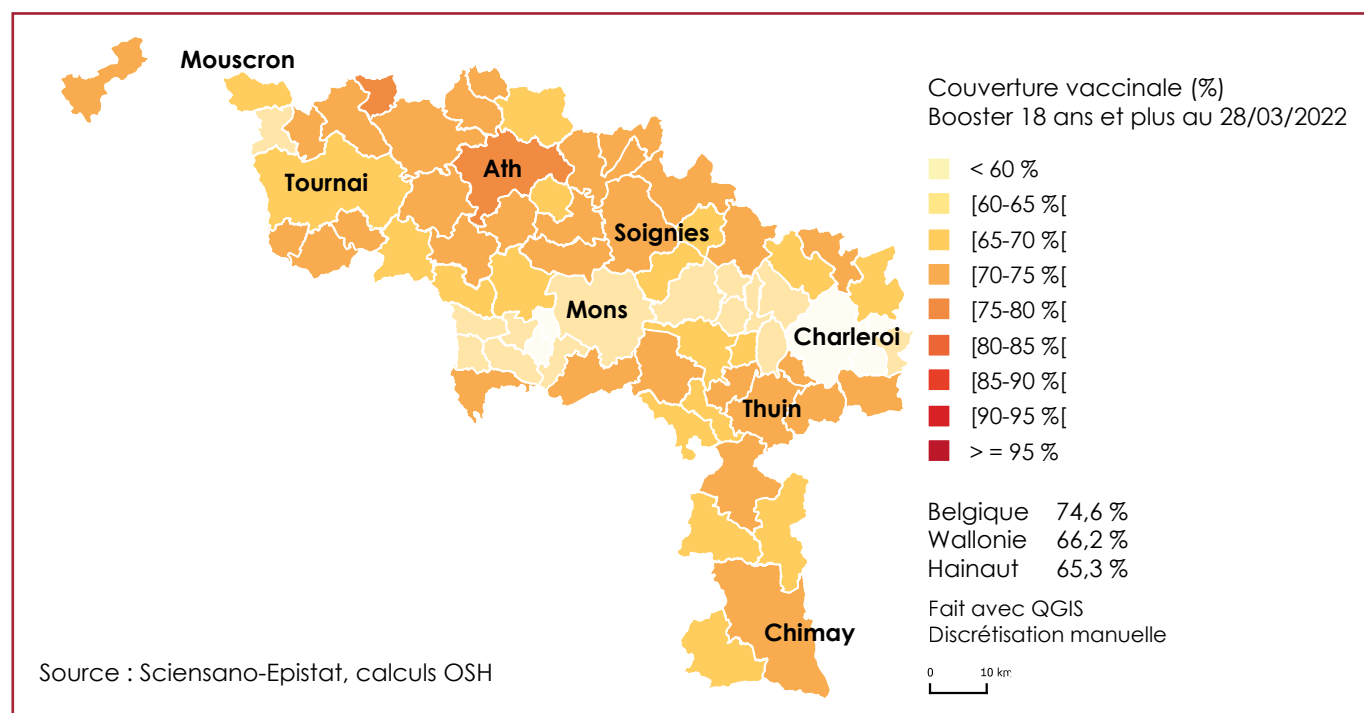 Mouscron
Ath
Tournai
Soignies
Mons
Charleroi
Thuin
Chimay
Couverture vaccinale (%)
Booster 18 ans et plus au 28/03/2022
< 60 %
[60-65 %[
[65-70 %[
[70-75 %[
[75-80 %[
[80-85 %[
[85-90 %[
[90-95 %[
> = 95 %
Belgique 74,6 %
Wallonie 66,2 %
Hainaut 65,3 %
Fait avec QGIS
Discrétisation manuelle
0 10 km
Source : Sciensano-Epistat, calculs OSH